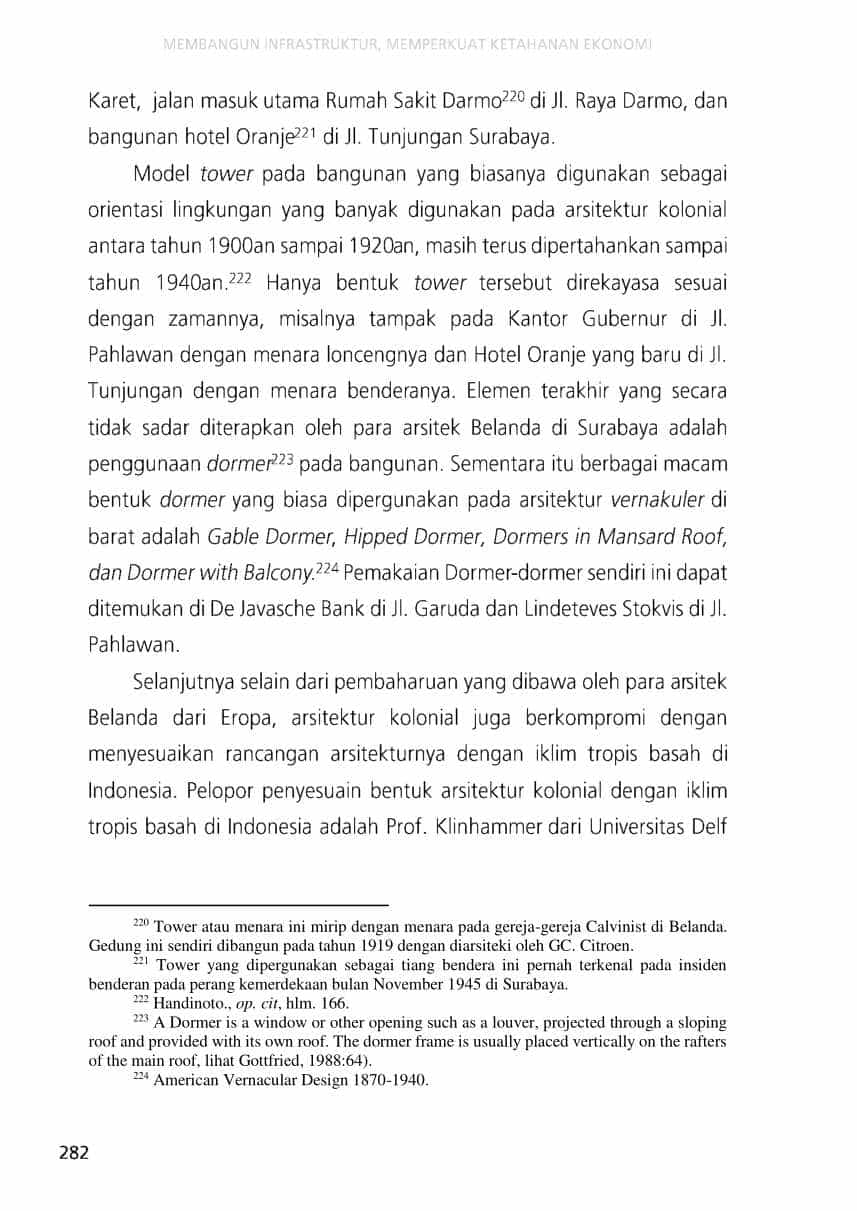 MEMBANGUN INFRASTRUKTUR, MEMPERKUAT KETAHANAN EKONOMI
Karet, jalan masuk utama Rumah Sakit Darmo220 di Jl. Raya Darmo, dan
bangunan hotel Oranje221 di Jl. Tunjungan Surabaya.
Model tower pada bangunan yang biasanya digunakan sebagai
orientasi lingkungan yang banyak digunakan pada arsitektur kolonial
antara tahun 1900an sampai 1920an, masih terus dipertahankan sampai
tahun 1940an.222 Hanya bentuk tower tersebut direkayasa sesuai
dengan zamannya, misalnya tampak pada Kantor Gubernur di Jl.
Pahlawan dengan menara loncengnya dan Hotel Oranje yang baru di Jl.
Tunjungan dengan menara benderanya. Elemen terakhir yang secara
tidak sadar diterapkan oleh para arsitek Belanda di Surabaya adalah
penggunaan dormer223 pada bangunan. Sementara itu berbagai macam
bentuk dormer yang biasa dipergunakan pada arsitektur vernakuler di
barat adalah Gable Dormer, Hipped Dormer, Dormers in Mansard Roof,
dan Dormer with Balcony.224 Pemakaian Dormer-dormer sendiri ini dapat
ditemukan di De Javasche Bank di Jl. Garuda dan Lindeteves Stokvis di Jl.
Pahlawan.
Selanjutnya selain dari pembaharuan yang dibawa oleh para arsitek
Belanda dari Eropa, arsitektur kolonial juga berkompromi dengan
menyesuaikan rancangan arsitekturnya dengan iklim tropis basah di
Indonesia. Pelopor penyesuain bentuk arsitektur kolonial dengan iklim
tropis basah di Indonesia adalah Prof. Klinhammer dari Universitas Delf
220 Tower atau menara ini mirip dengan menara pada gereja-gereja Calvinist di Belanda.
Gedung ini sendiri dibangun pada tahun 1919 dengan diarsiteki oleh GC. Citroen.
221 Tower yang dipergunakan sebagai tiang bendera ini pernah terkenal pada insiden
benderan pada perang kemerdekaan bulan November 1945 di Surabaya.
222 Handinoto., op. cit, hlm. 166.
223 A Dormer is a window or other opening such as a louver, projected through a sloping
roof and provided with its own roof. The dormer frame is usually placed vertically on the rafters
of the main roof, lihat Gottfried, 1988:64).
224 American Vernacular Design 1870-1940.
282